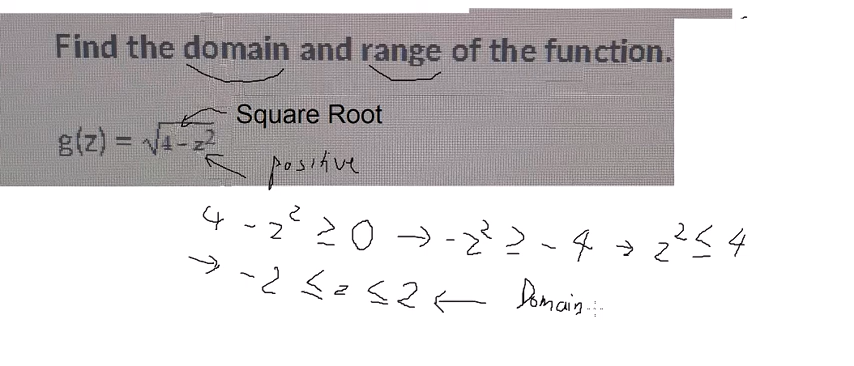 Find the domain and range of the function.
Square Root
g(z) = √4-z²
positive
4 - z² ≥ 0 → -z² ≥ -4 → z² ≤ 4
→ -2 ≤ z ≤ 2 ← Domain